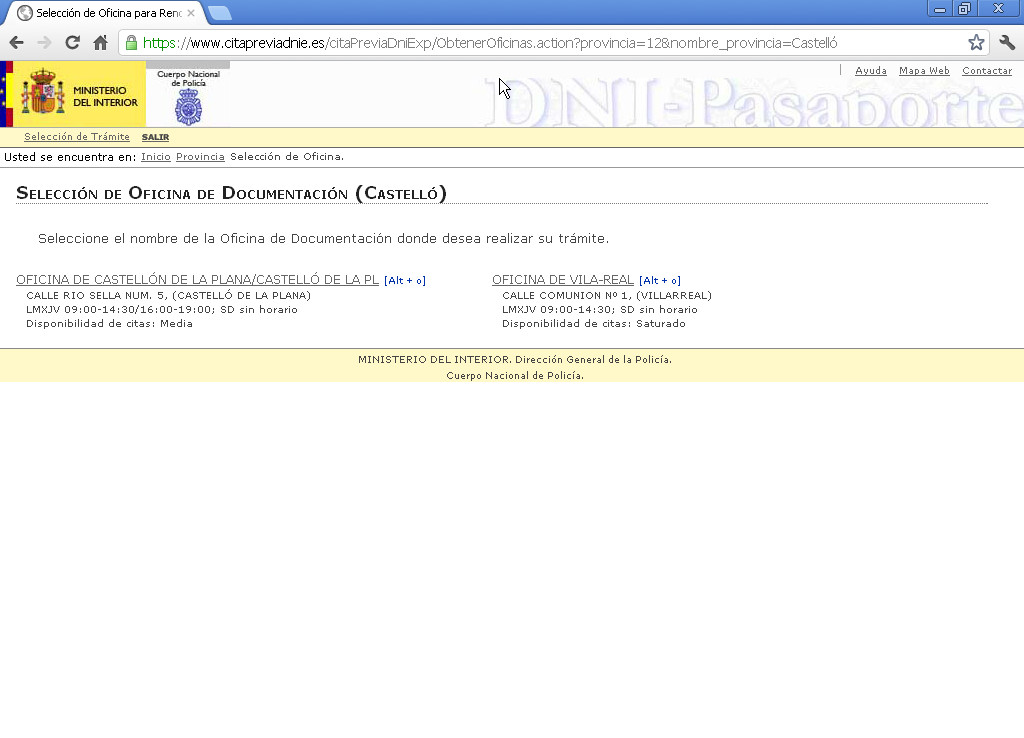 Selección de Oficina para Reno
https://www.citapreviadnie.es/citaPreviaDniExp/ObtenerOficinas.action?provincia=12&nombre_provincia=Castelló
MINISTERIO
DEL INTERIOR
Cuerpo Nacional
de Policía
DNI-Pasaporte
Ayuda Mapa Web Contactar
Selección de Trámite SALIR
Usted se encuentra en: Inicio Provincia Selección de Oficina.
Selección de Oficina de Documentación (Castelló)
Seleccione el nombre de la Oficina de Documentación donde desea realizar su trámite.
OFICINA DE CASTELLÓN DE LA PLANA/CASTELLÓ DE LA PL [Alt + o]
CALLE RIO SELLA NUM. 5, (CASTELLÓ DE LA PLANA)
LMXJV 09:00-14:30/16:00-19:00; SD sin horario
Disponibilidad de citas: Media
OFICINA DE VILA-REAL [Alt + o]
CALLE COMUNION Nº 1, (VILLARREAL)
LMXJV 09:00-14:30; SD sin horario
Disponibilidad de citas: Saturado
MINISTERIO DEL INTERIOR. Dirección General de la Policía.
Cuerpo Nacional de Policía.